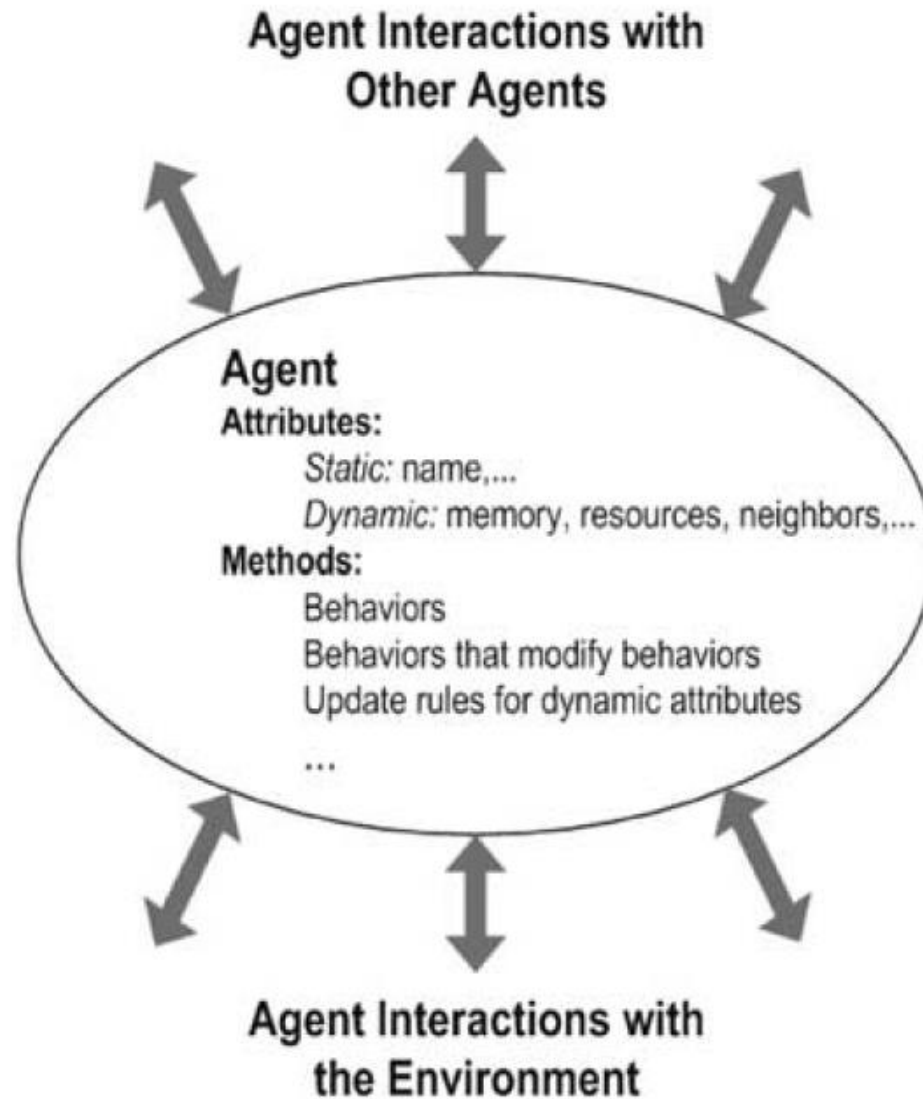 Agent Interactions with
Other Agents
Agent
Attributes:
Static: name,...
Dynamic: memory, resources, neighbors,...
Methods:
Behaviors
Behaviors that modify behaviors
Update rules for dynamic attributes
...
Agent Interactions with
the Environment